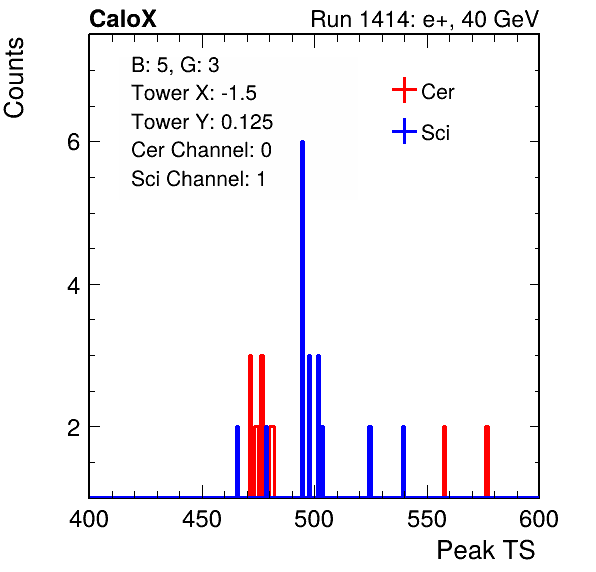 CaloX Run 1414: e+, 40 GeV
Counts
B: 5, G: 3
Tower X: -1.5
Tower Y: 0.125
Cer Channel: 0
Sci Channel: 1
Cer
Sci
6
4
2
400 450 500 550 600
Peak TS